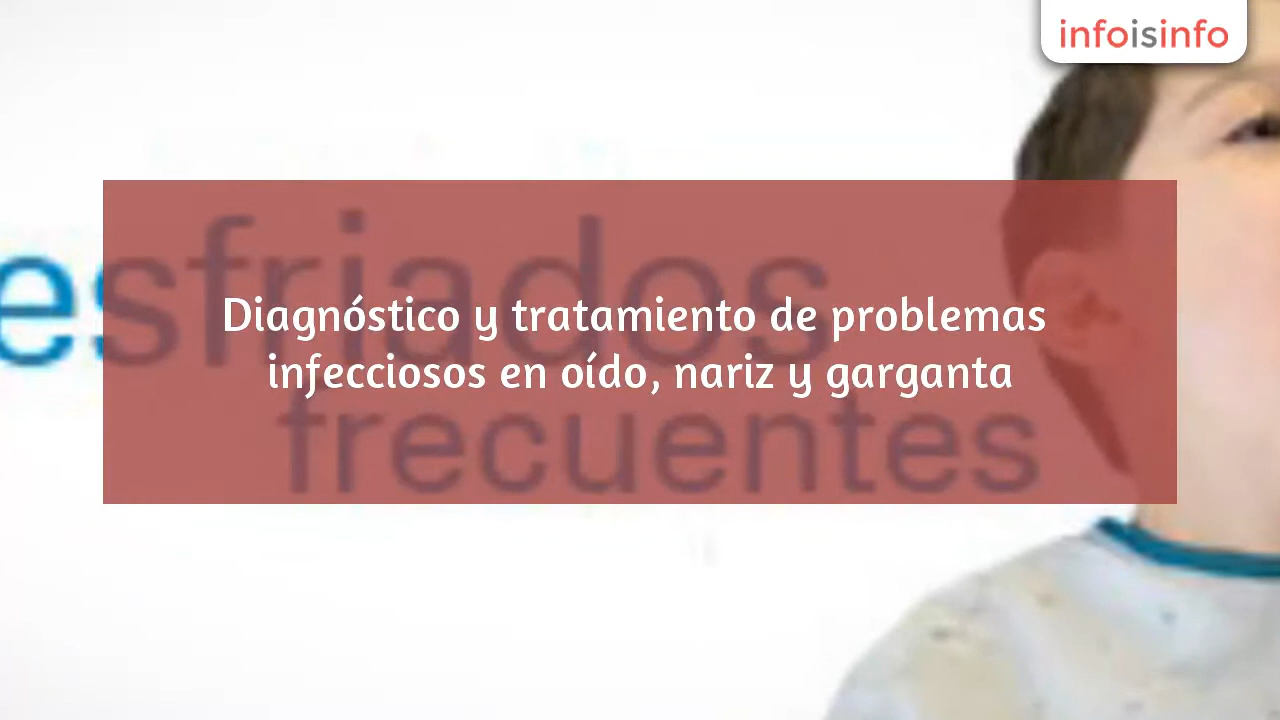 infoisinfo
esfriados
Diagnóstico y tratamiento de problemas
infecciosos en oído, nariz y garganta
frecuentes